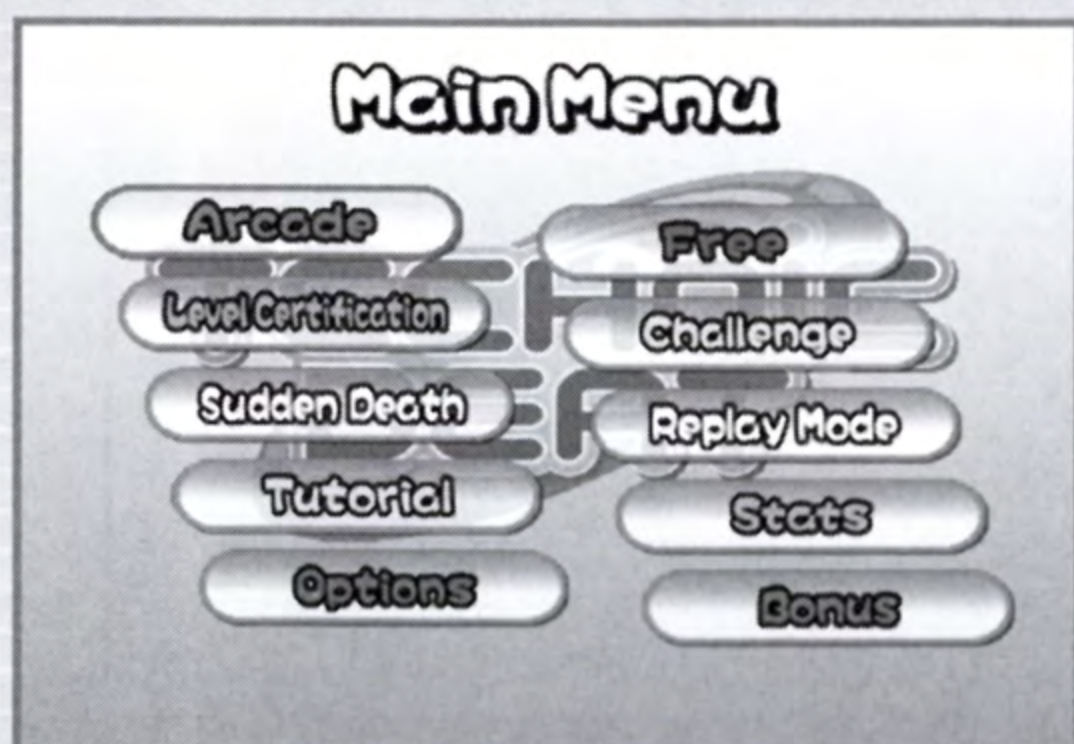 Main Menu
Arcade
Level Certification
Sudden Death
Tutorial
Options
Free
Challenge
Replay Mode
Stats
Bonus